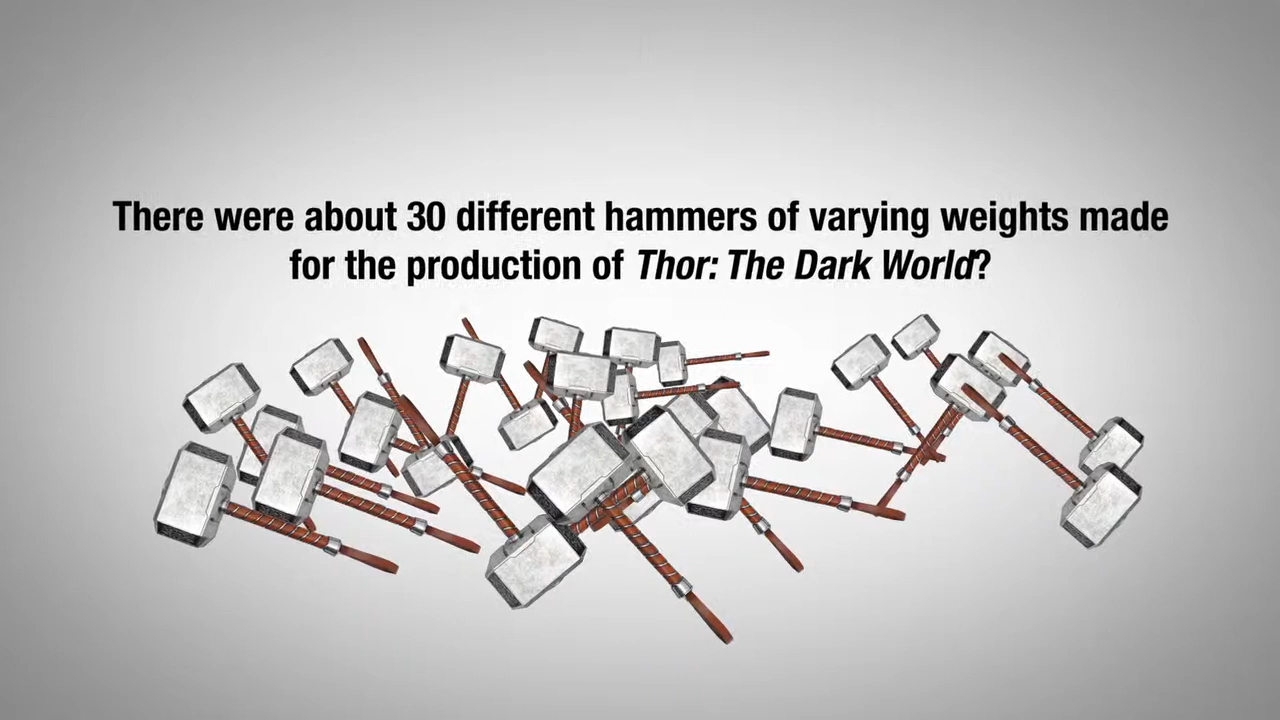 There were about 30 different hammers of varying weights made
for the production of Thor: The Dark World?